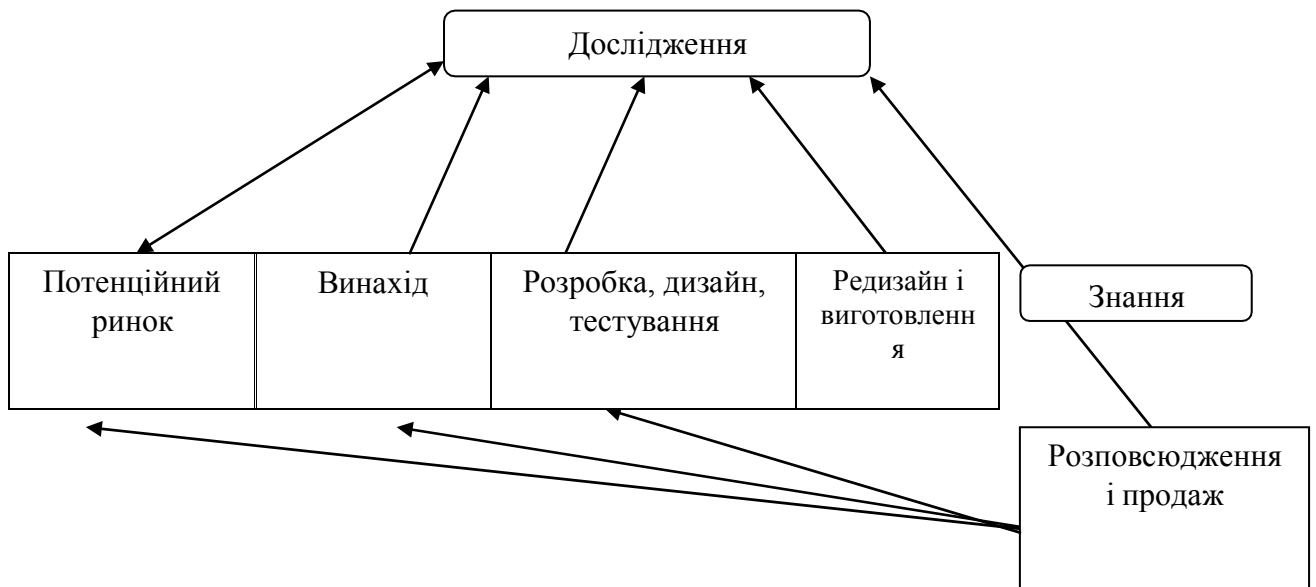 Дослідження
Потенційний
ринок
Винахід
Розробка, дизайн,
тестування
Редизайн і
виготовленн
я
Знання
Розповсюдження
і продаж